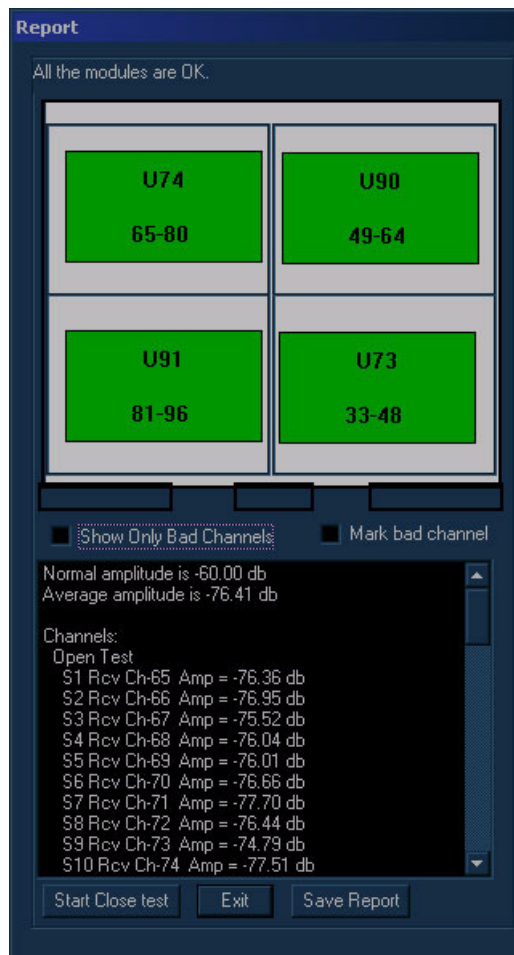 Report
All the modules are OK.
U74
65-80
U90
49-64
U91
81-96
U73
33-48
Show Only Bad Channels
Mark bad channel
Normal amplitude is -60.00 db
Average amplitude is -76.41 db
Channels:
Open Test
S1 Rcv Ch-65 Amp = -76.36 db
S2 Rcv Ch-66 Amp = -76.95 db
S3 Rcv Ch-67 Amp = -75.52 db
S4 Rcv Ch-68 Amp = -76.04 db
S5 Rcv Ch-69 Amp = -76.01 db
S6 Rcv Ch-70 Amp = -76.66 db
S7 Rcv Ch-71 Amp = -77.70 db
S8 Rcv Ch-72 Amp = -76.44 db
S9 Rcv Ch-73 Amp = -74.79 db
S10 Rcv Ch-74 Amp = -77.51 db
Start Close test
Exit
Save Report